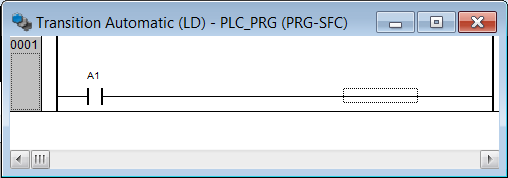 Transition Automatic (LD) - PLC_PRG (PRG-SFC)
0001
A1